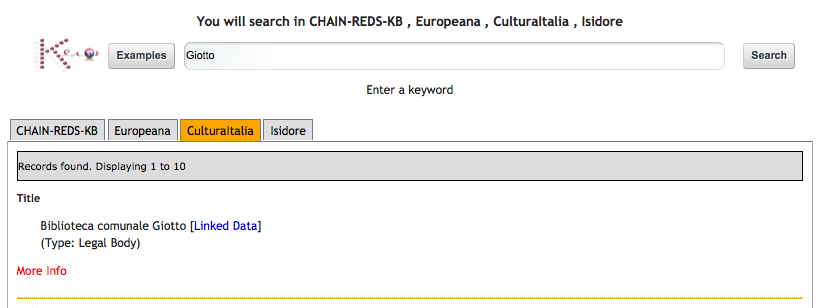 You will search in CHAIN-REDS-KB , Europeana , CulturaItalia , Isidore
Keios Examples Giotto Search
Enter a keyword
CHAIN-REDS-KB Europeana CulturaItalia Isidore
Records found. Displaying 1 to 10
Title
Biblioteca comunale Giotto [Linked Data]
(Type: Legal Body)
More Info